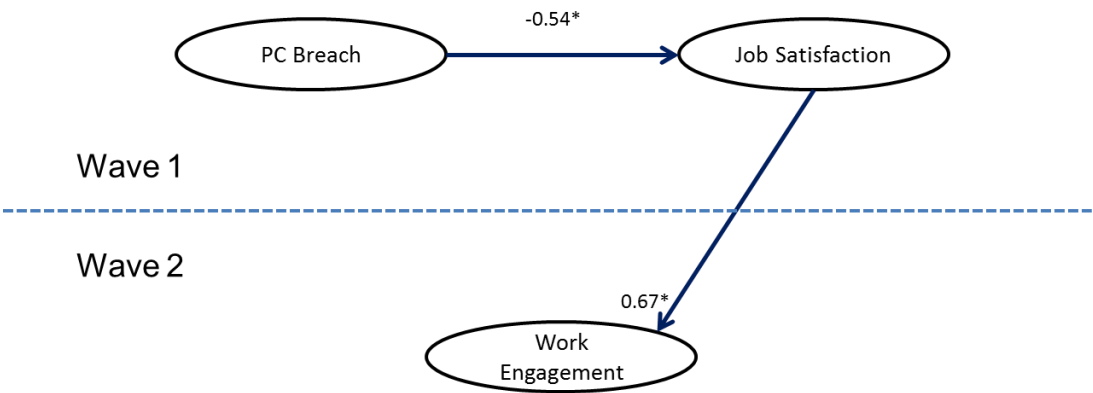 -0.54*
PC Breach
Job Satisfaction
Wave 1
Wave 2
0.67*
Work
Engagement